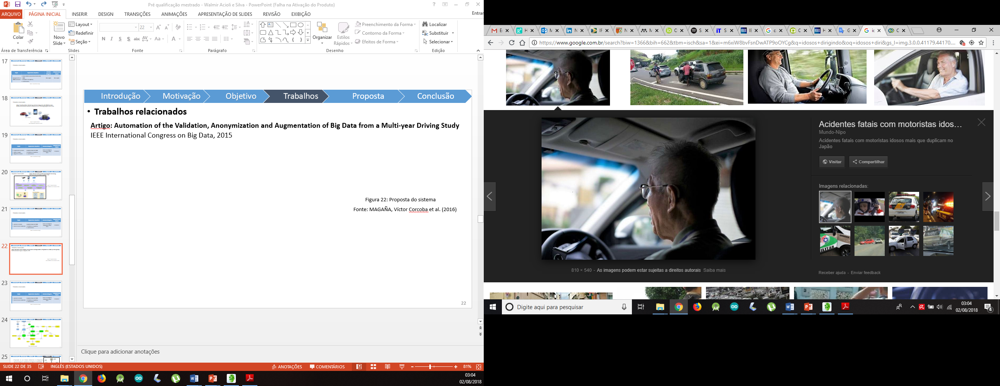 Pré qualificação mestrado - Walmir Acioli e Silva - PowerPoint (Falha na Ativação do Produto)
ARQUIVO
PÁGINA INICIAL
INSERIR
DESIGN
TRANSIÇÕES
ANIMAÇÕES
APRESENTAÇÃO DE SLIDES
REVISÃO
EXIBIÇÃO
Entrar
Colar
Área de Transferência
Novo
Slide
Layout
Redefinir
Seção
Slides
22
N I S S abc AV Aa A
Fonte
Parágrafo
Organizar
Estilos
Rápidos
Preenchimento da Forma
Contorno da Forma
Efeitos de Forma
Desenho
Localizar
Substituir
Selecionar
Edição
17
18
19
20
21
22
23
24
25
Introdução
Motivação
Objetivo
Trabalhos
Proposta
Conclusão
• Trabalhos relacionados
Artigo: Automation of the Validation, Anonymization and Augmentation of Big Data from a Multi-year Driving Study
IEEE International Congress on Big Data, 2015
Figura 22: Proposta do sistema
Fonte: MAGAÑA, Víctor Corcoba et al. (2016)
22
Clique para adicionar anotações
SLIDE 22 DE 35
INGLÊS (ESTADOS UNIDOS)
ANOTAÇÕES
COMENTÁRIOS
81%
03:04
02/08/2018
https://www.google.com.br/search?biw=1366&bih=662&tbm=isch&sa=1&ei=m6xiW8bvFsnDwATP9oOYCg&q=idosos+dirigindo&oq=idosos+diri&gs_l=img.3.0.0.41179.44170....
Acidentes fatais com motoristas idos...
Mundo-Nipo
Acidentes fatais com motoristas idosos mais que duplicam no
Japão
Visitar
Compartilhar
Imagens relacionadas:
810 × 540 - As imagens podem estar sujeitas a direitos autorais Saiba mais
Receber ajuda - Enviar feedback
Digite aqui para pesquisar
03:04
02/08/2018
4